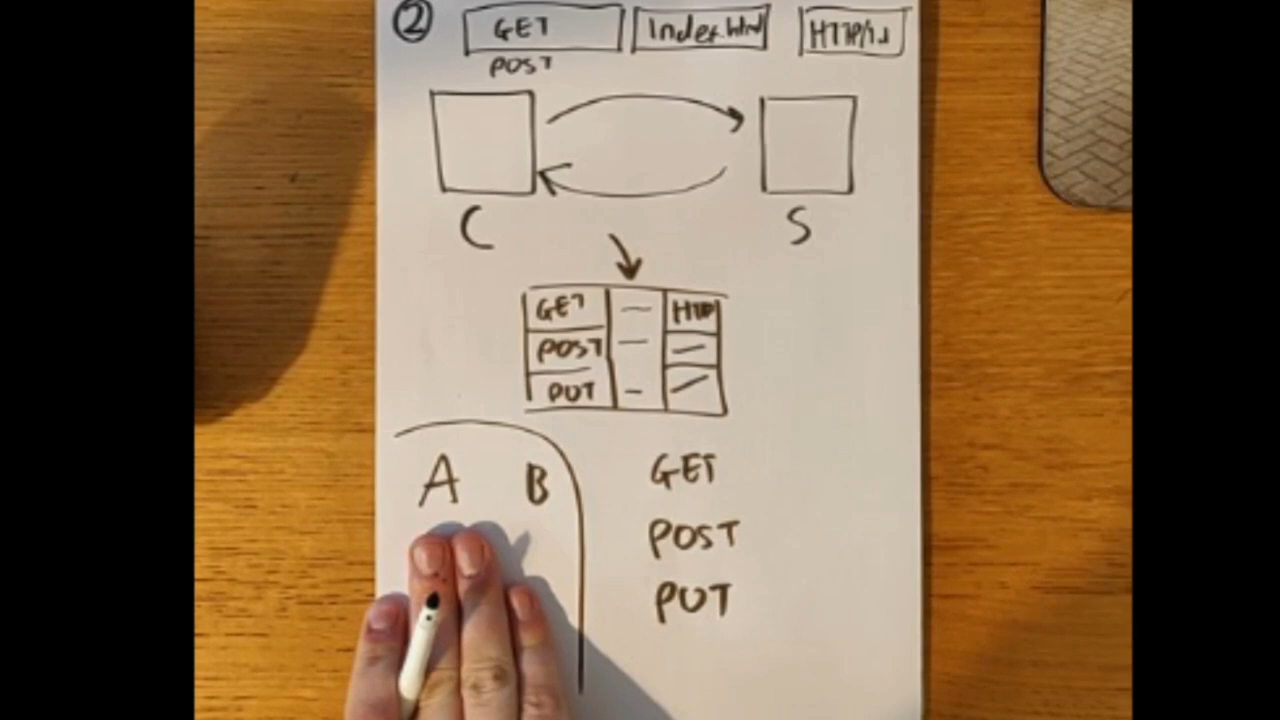 ② GET Index.html HTTP/1.1
POST
C S
GET — HTTP
POST — —
PUT - —
A B
GET
POST
PUT